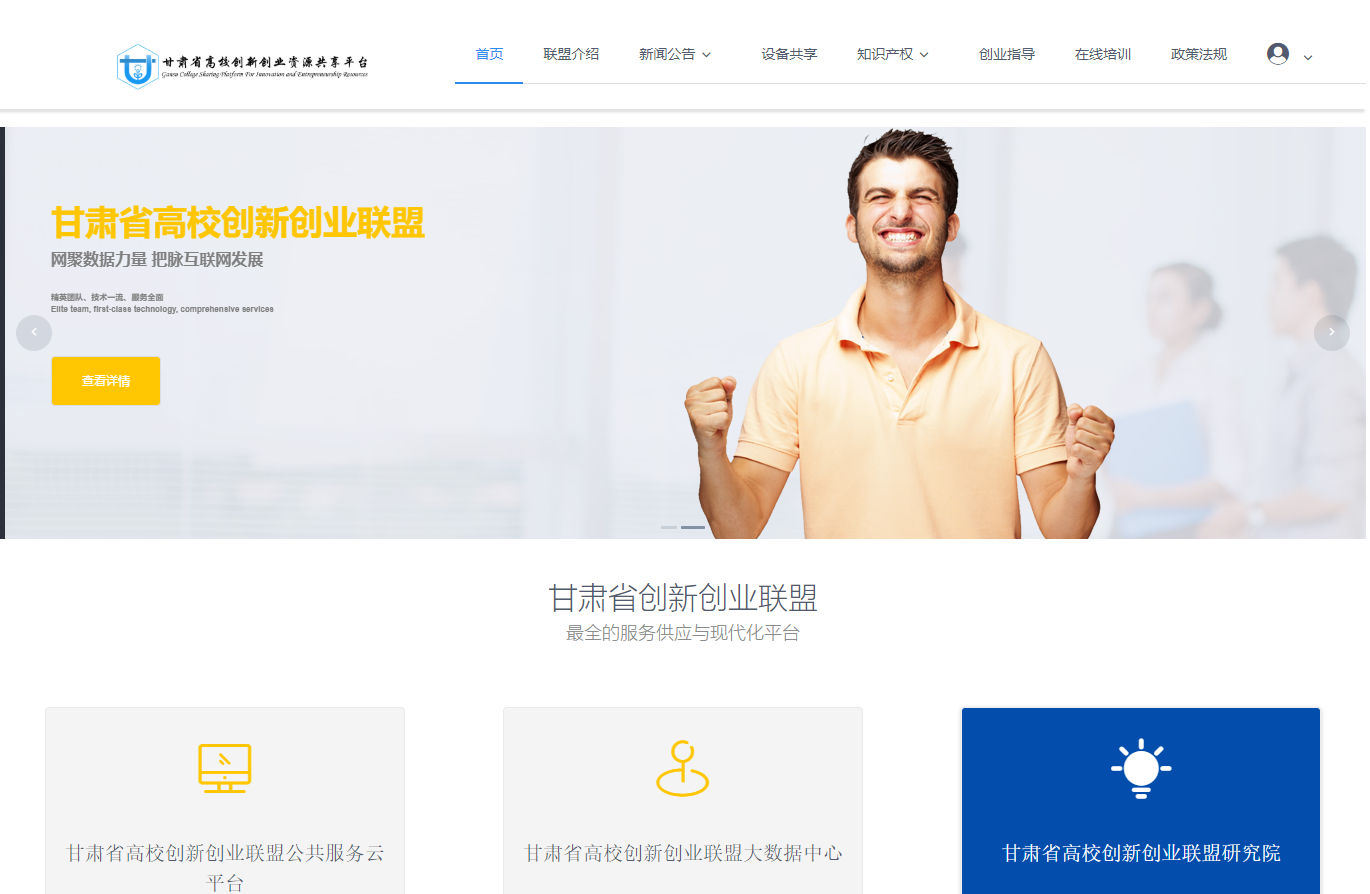 甘肃省高校创新创业资源共享平台
Gansu College Sharing Platform For Innovation and Entrepreneurship Resources
首页 联盟介绍 新闻公告 设备共享 知识产权 创业指导 在线培训 政策法规
甘肃省高校创新创业联盟
网聚数据力量 把脉互联网发展
精英团队、技术一流、服务全面
Elite team, first-class technology, comprehensive services
查看详情
甘肃省创新创业联盟
最全的服务供应与现代化平台
甘肃省高校创新创业联盟公共服务云
平台
甘肃省高校创新创业联盟大数据中心
甘肃省高校创新创业联盟研究院